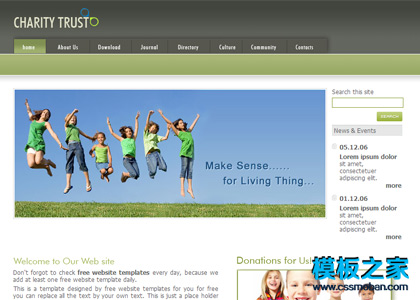 CHARITY TRUST
home About Us Download Journal Directory Culture Community Contacts
Search this site
SEARCH
News & Events
05.12.06
Lorem ipsum dolor
sit amet,
consectetuer
adipiscing elit.
more
01.12.06
Lorem ipsum dolor
sit amet,
consectetuer
adipiscing elit.
more
Make Sense......
for Living Thing...
Welcome to Our Web site
Don't forgot to check free website templates every day, because we
add at least one free website template daily.
This is a template designed by free website templates for you for free
you can replace all the text by your own text. This is just a place holder
Donations for Us
模板之家
www.cssmoban.com